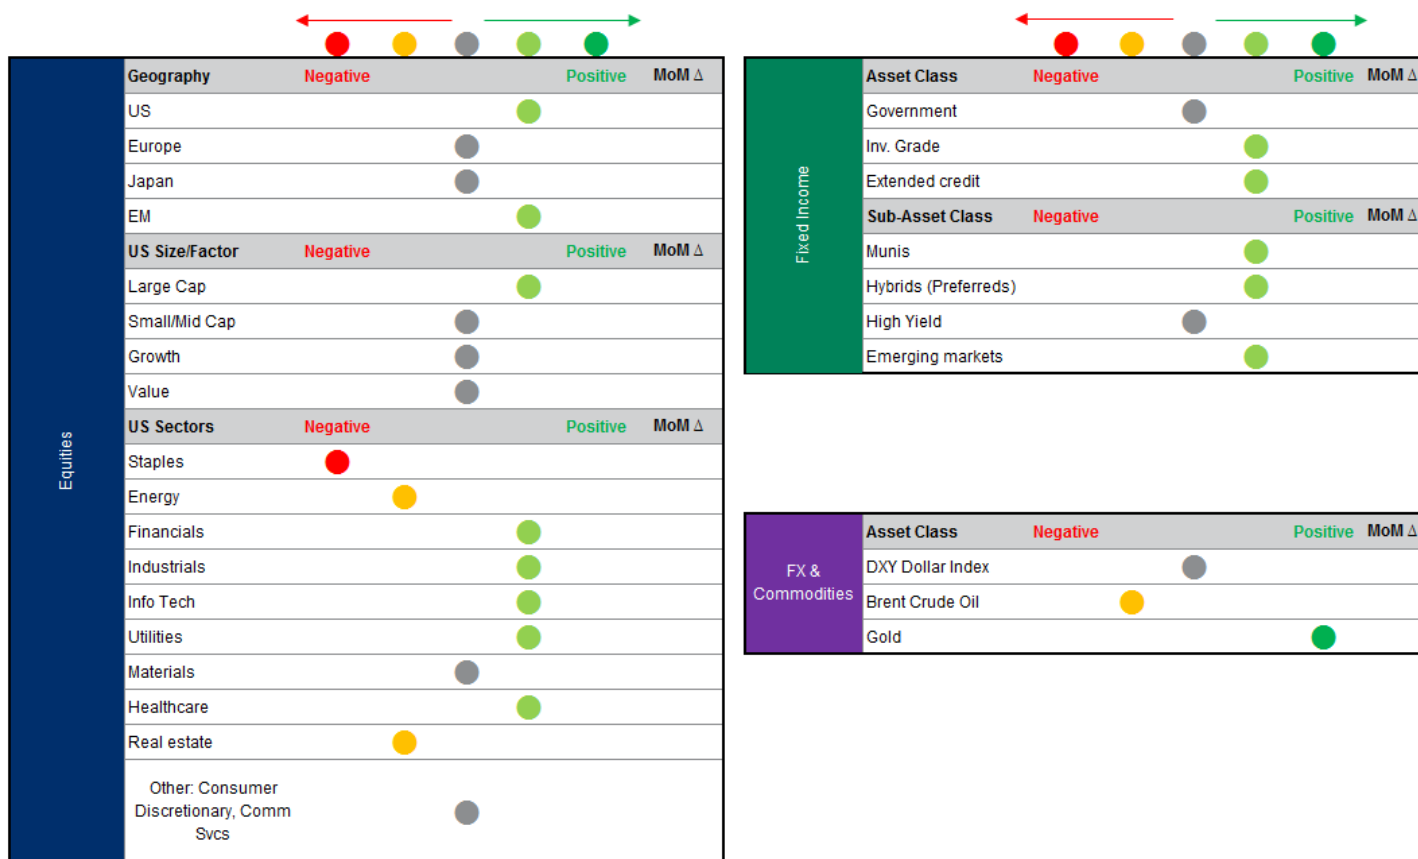 Equities
Geography Negative Positive MoM Δ
US
Europe
Japan
EM
US Size/Factor Negative Positive MoM Δ
Large Cap
Small/Mid Cap
Growth
Value
US Sectors Negative Positive MoM Δ
Staples
Energy
Financials
Industrials
Info Tech
Utilities
Materials
Healthcare
Real estate
Other: Consumer
Discretionary, Comm
Svcs
Fixed Income
Asset Class Negative Positive MoM Δ
Government
Inv. Grade
Extended credit
Sub-Asset Class Negative Positive MoM Δ
Munis
Hybrids (Preferreds)
High Yield
Emerging markets
FX &
Commodities
Asset Class Negative Positive MoM Δ
DXY Dollar Index
Brent Crude Oil
Gold